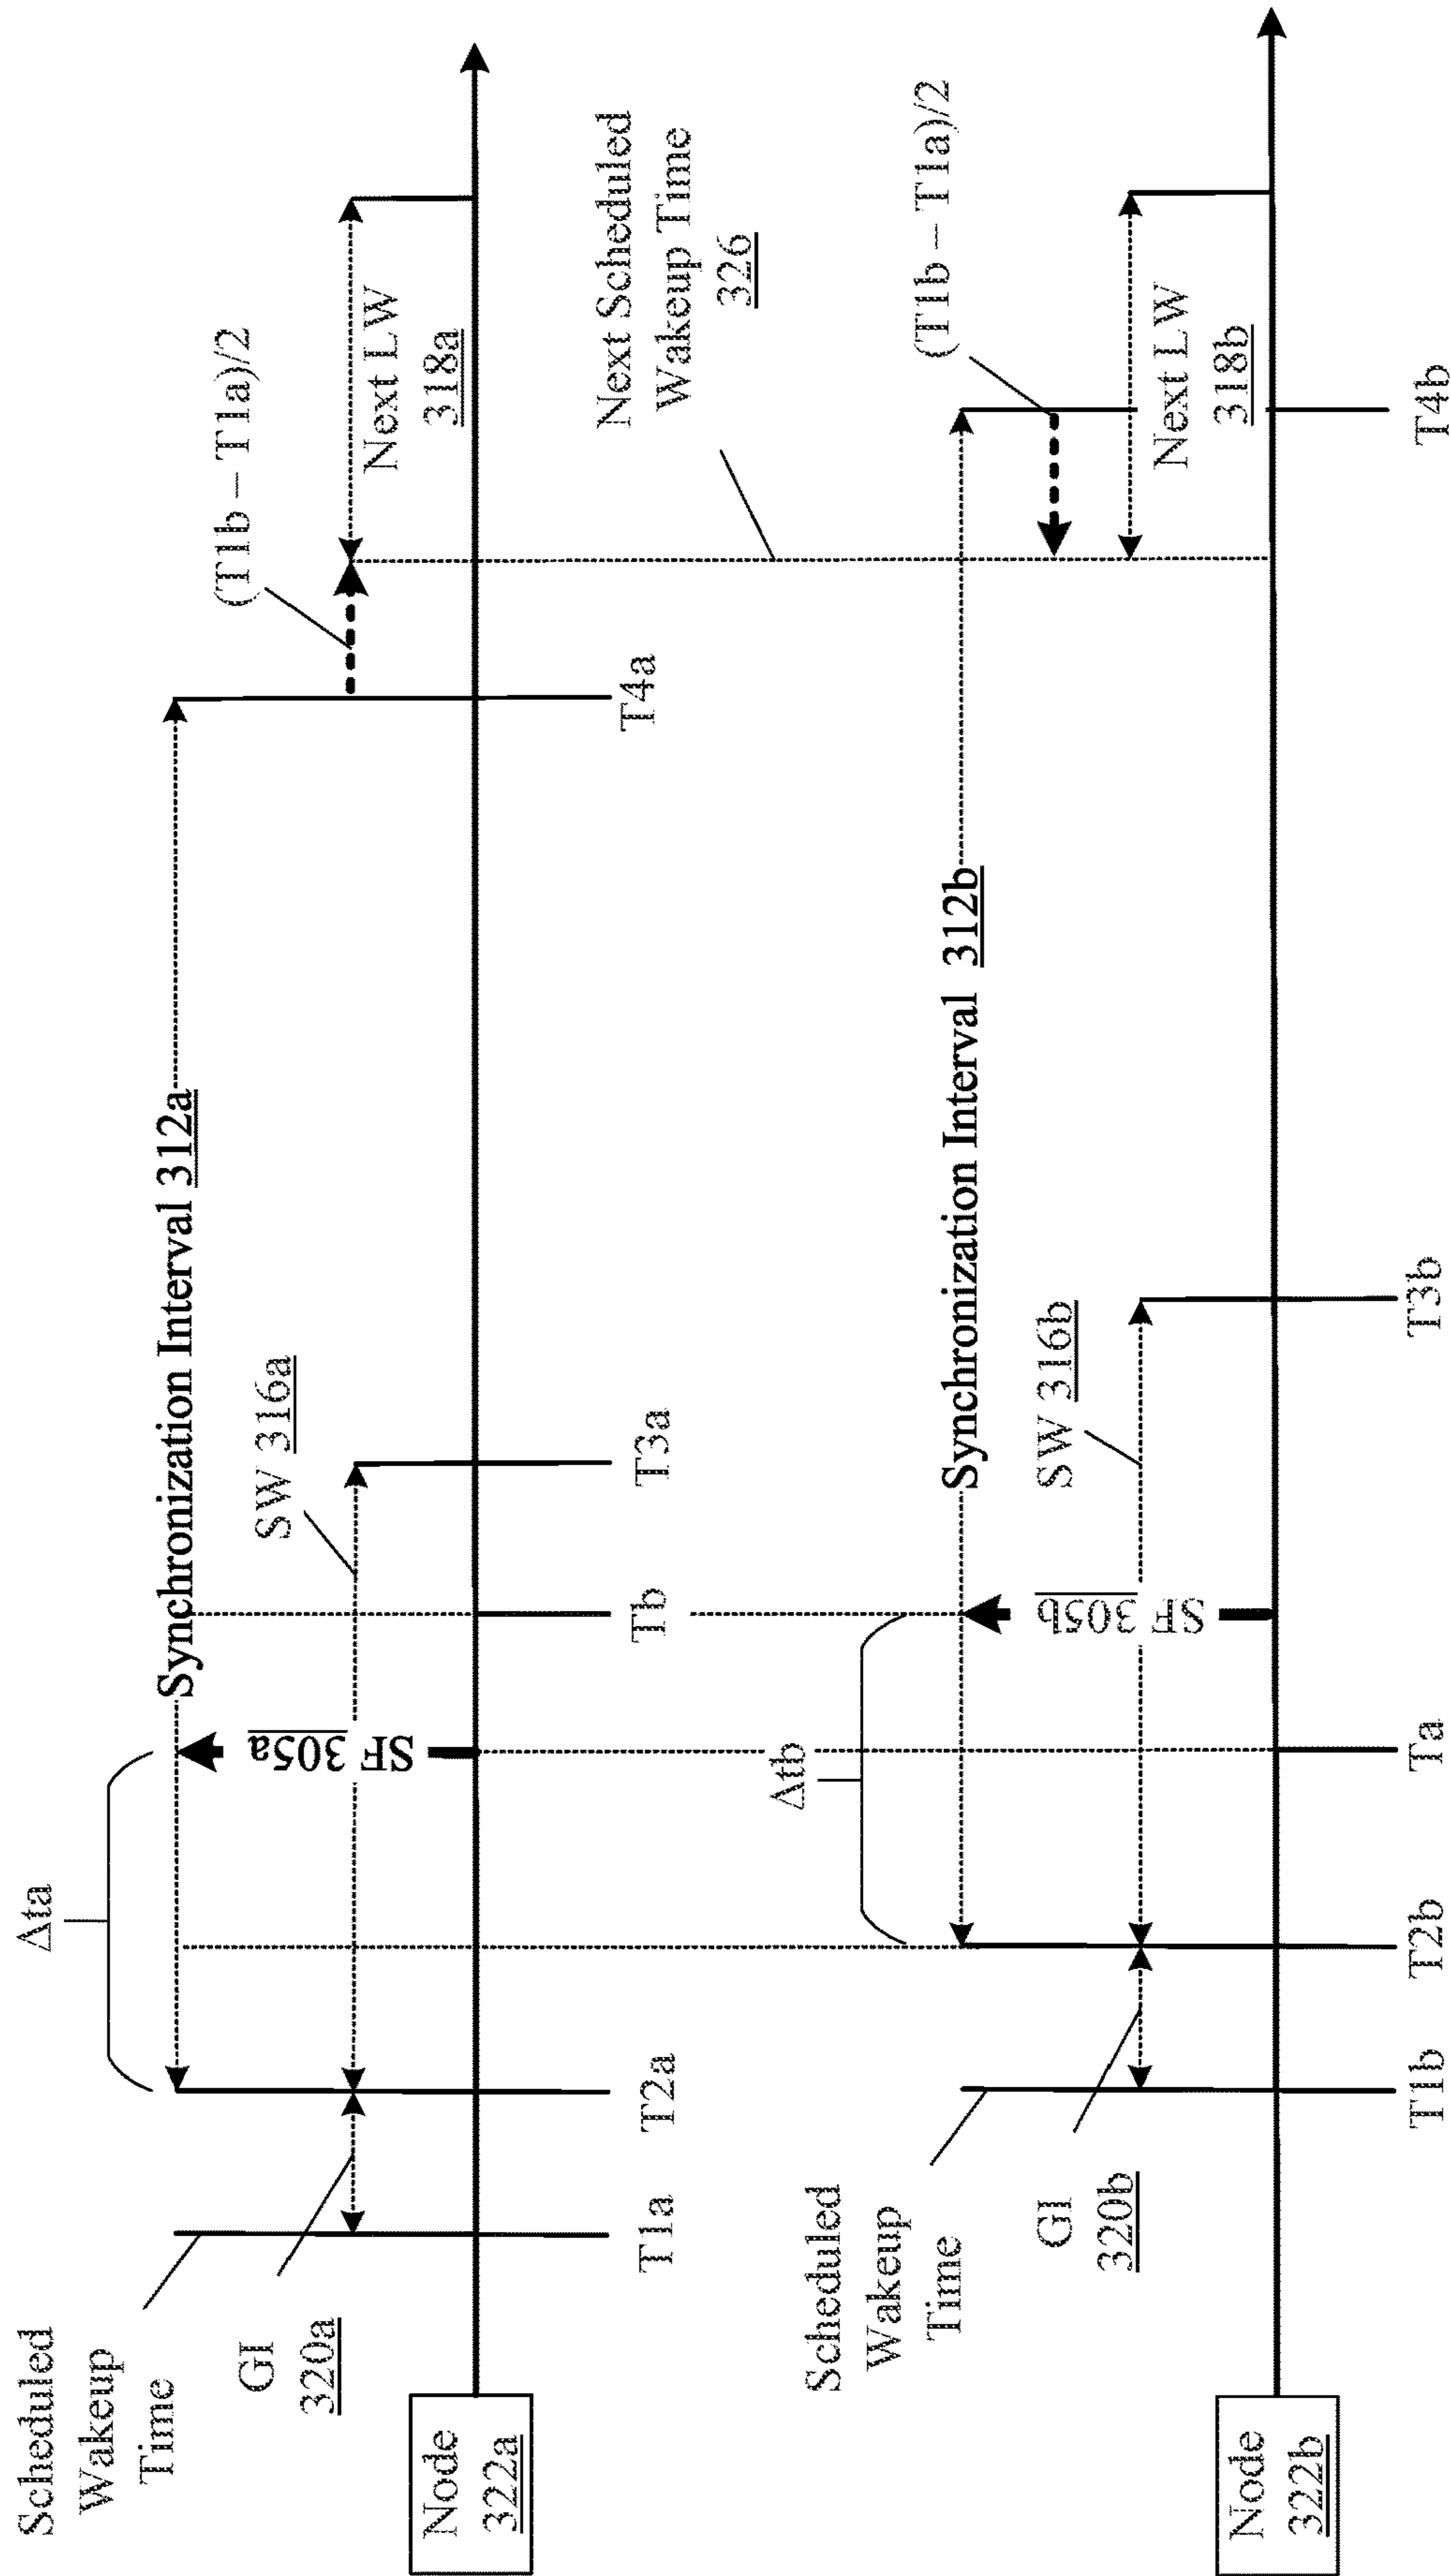 Scheduled
Wakeup
Time
Δta
Synchronization Interval 312a
(T1b – T1a)/2
GI
320a
SF 305a
SW 316a
Next LW
318a
Node
322a
T1a
T2a
Tb
T3a
T4a
Next Scheduled
Wakeup Time
326
Scheduled
Wakeup
Time
Δtb
Synchronization Interval 312b
(T1b – T1a)/2
GI
320b
SF 305b
SW 316b
Next LW
318b
Node
322b
T1b
T2b
Ta
T3b
T4b